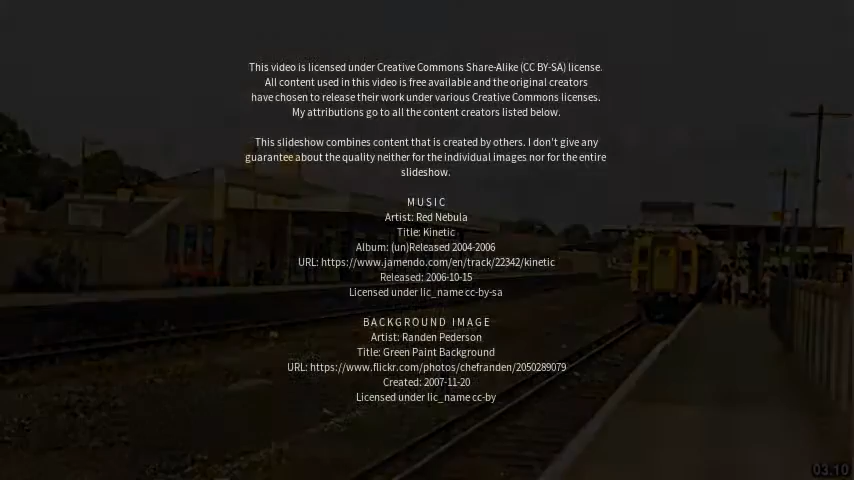 This video is licensed under Creative Commons Share-Alike (CC BY-SA) license.
All content used in this video is free available and the original creators
have chosen to release their work under various Creative Commons licenses.
My attributions go to all the content creators listed below.
This slideshow combines content that is created by others. I don't give any
guarantee about the quality neither for the individual images nor for the entire
slideshow.
MUSIC
Artist: Red Nebula
Title: Kinetic
Album: (un)Released 2004-2006
URL: https://www.jamendo.com/en/track/22342/kinetic
Released: 2006-10-15
Licensed under lic_name cc-by-sa
BACKGROUND IMAGE
Artist: Randen Pederson
Title: Green Paint Background
URL: https://www.flickr.com/photos/chefranden/2050289079
Created: 2007-11-20
Licensed under lic_name cc-by
03.10